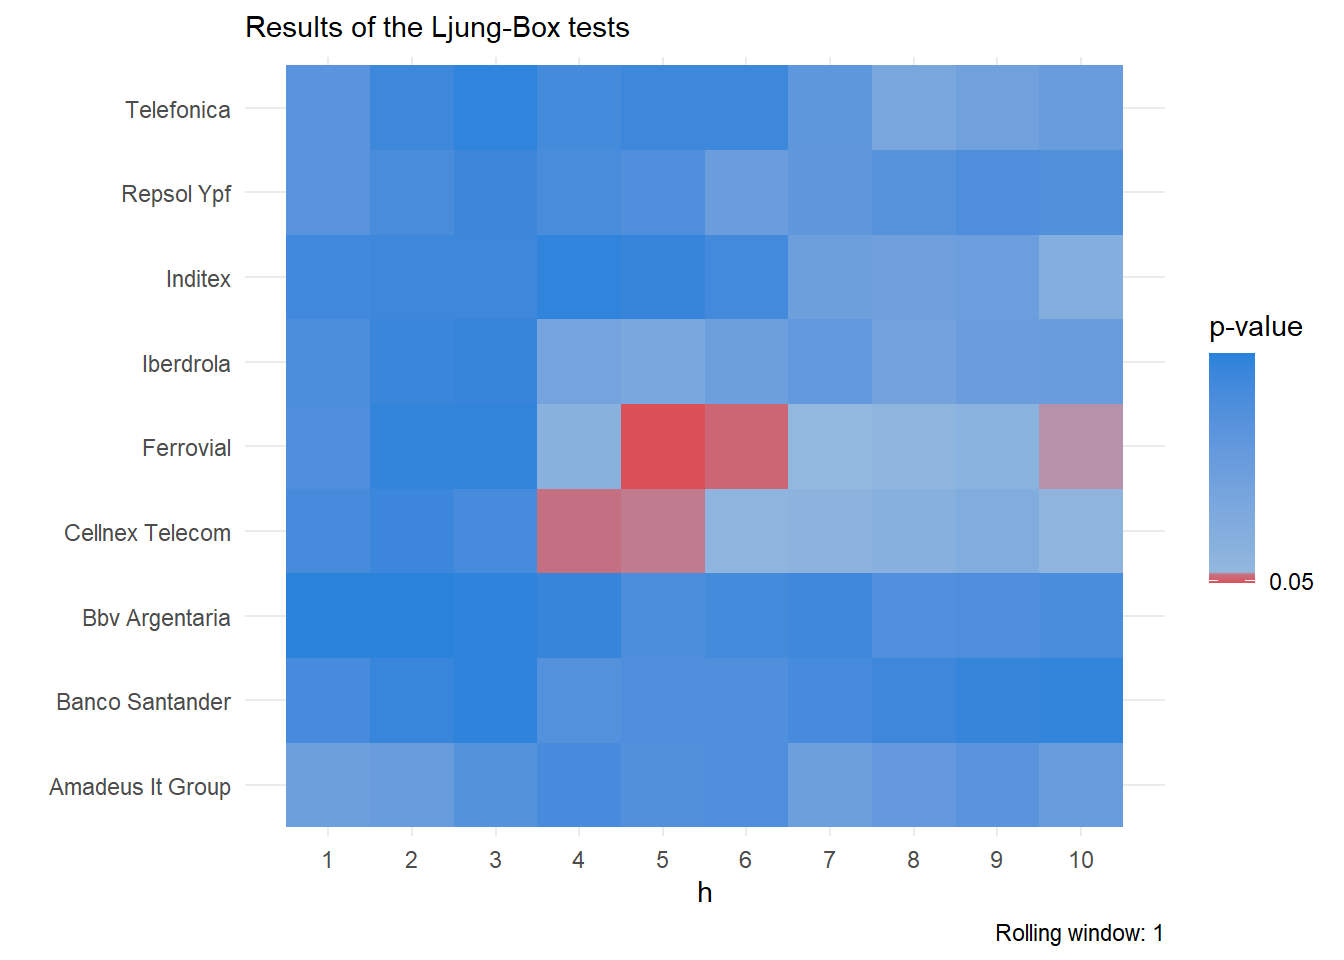 Results of the Ljung-Box tests
Telefonica
Repsol Ypf
Inditex
Iberdrola
Ferrovial
Cellnex Telecom
Bbv Argentaria
Banco Santander
Amadeus It Group
1 2 3 4 5 6 7 8 9 10
h
p-value
0.05
Rolling window: 1